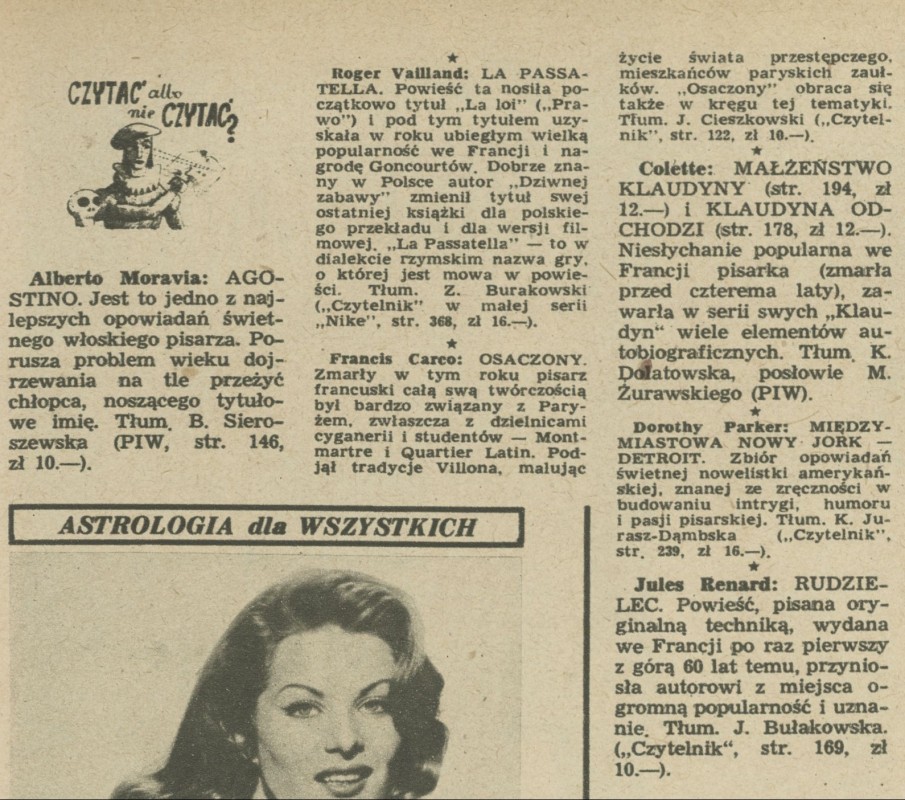 CZYTAĆ albo
nie CZYTAĆ?
Alberto Moravia: AGO-
STINO. Jest to jedno z naj-
lepszych opowiadań świet-
nego włoskiego pisarza. Po-
rusza problem wieku doj-
rzewania na tle przeżyć
chłopca, noszącego tytuło-
we imię. Tłum. B. Siero-
szewska (PIW, str. 146,
zł 10.—).
★
Roger Vailland: LA PASSA-
TELLA. Powieść ta nosiła po-
czątkowo tytuł „La loi” („Pra-
wo”) i pod tym tytułem uzy-
skała w roku ubiegłym wielką
popularność we Francji i na-
grodę Goncourtów. Dobrze zna-
ny w Polsce autor „Dziwnej
zabawy” zmienił tytuł swej
ostatniej książki dla polskie-
go przekładu i dla wersji fil-
mowej. „La Passatella” — to w
dialekcie rzymskim nazwa gry,
o której jest mowa w powie-
ści. Tłum. Z. Burakowski
(„Czytelnik” w małej serii
„Nike”, str. 368, zł 16.—).
★
Francis Carco: OSACZONY.
Zmarły w tym roku pisarz
francuski całą swą twórczością
był bardzo związany z Pary-
żem, zwłaszcza z dzielnicami
cyganerii i studentów — Mont-
martre i Quartier Latin. Pod-
jął tradycje Villona, malując
życie świata przestępczego,
mieszkańców paryskich zauł-
ków. „Osaczony” obraca się
także w kręgu tej tematyki.
Tłum. J. Cieszkowski („Czytel-
nik”, str. 122, zł 10.—).
★
Colette: MAŁŻEŃSTWO
KLAUDYNY (str. 194, zł
12.—) i KLAUDYNA OD-
CHODZI (str. 178, zł 12.—).
Niesłychanie popularna we
Francji pisarka (zmarła
przed czterema laty), za-
warła w serii swych „Klau-
dyn” wiele elementów au-
tobiograficznych. Tłum. K.
Dolatowska, posłowie M.
Żurawskiego (PIW).
★
Dorothy Parker: MIĘDZY-
MIASTOWA NOWY JORK —
DETROIT. Zbiór opowiadań
świetnej nowelistki amerykań-
skiej, znanej ze zręczności w
budowaniu intrygi, humoru
i pasji pisarskiej. Tłum. K. Ju-
rasz-Dąmbska („Czytelnik”,
str. 239, zł 16.—).
★
Jules Renard: RUDZIE-
LEC. Powieść, pisana ory-
ginalną techniką, wydana
we Francji po raz pierwszy
z górą 60 lat temu, przynio-
sła autorowi z miejsca o-
gromną popularność i uzna-
nie. Tłum. J. Bułakowska.
(„Czytelnik”, str. 169, zł
10.—).
ASTROLOGIA dla WSZYSTKICH